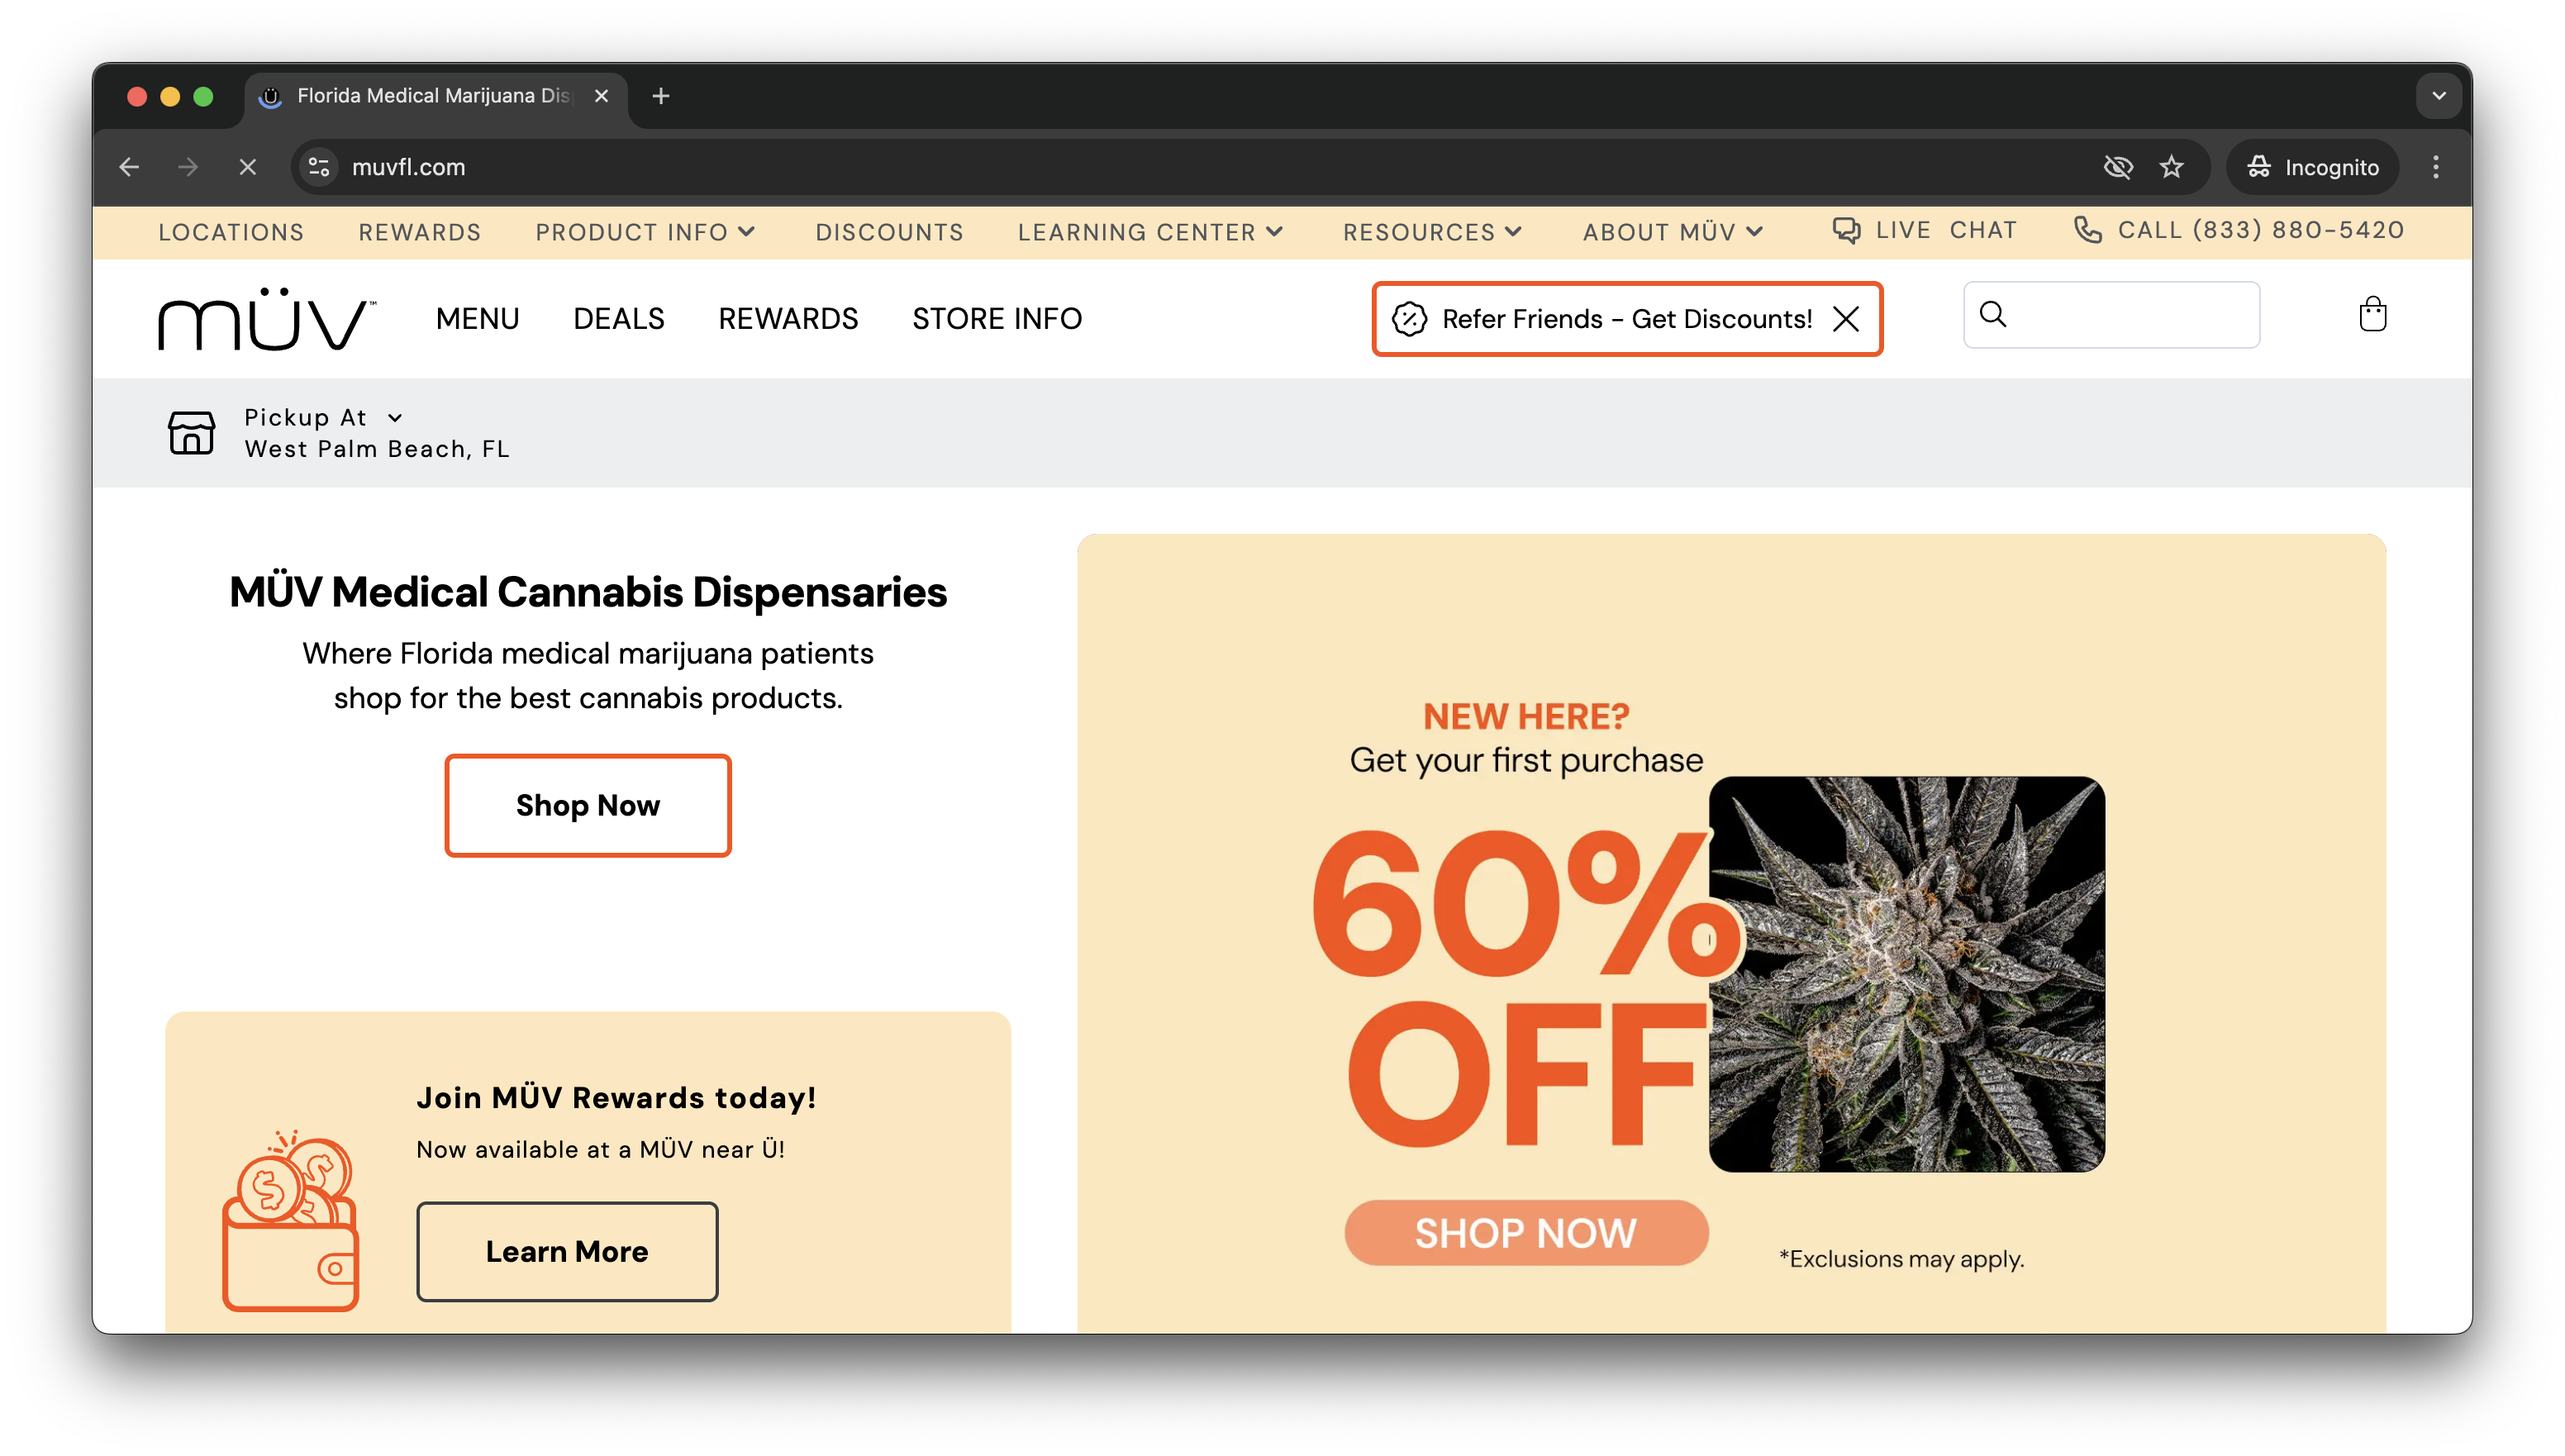 Florida Medical Marijuana Dis
muvfl.com
Incognito
LOCATIONS REWARDS PRODUCT INFO DISCOUNTS LEARNING CENTER RESOURCES ABOUT MÜV LIVE CHAT CALL (833) 880-5420
müv™ MENU DEALS REWARDS STORE INFO Refer Friends - Get Discounts!
Pickup At
West Palm Beach, FL
MÜV Medical Cannabis Dispensaries
Where Florida medical marijuana patients
shop for the best cannabis products.
Shop Now
Join MÜV Rewards today!
Now available at a MÜV near Ü!
Learn More
NEW HERE?
Get your first purchase
60%
OFF
SHOP NOW
*Exclusions may apply.